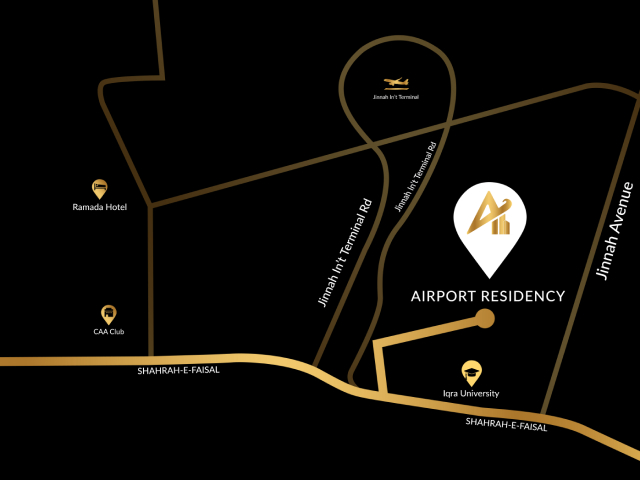 Jinnah In't Terminal
Jinnah In't Terminal Rd
Jinnah In't Terminal Rd
Jinnah Avenue
Ramada Hotel
AIRPORT RESIDENCY
CAA Club
SHAHRAH-E-FAISAL
Iqra University
SHAHRAH-E-FAISAL